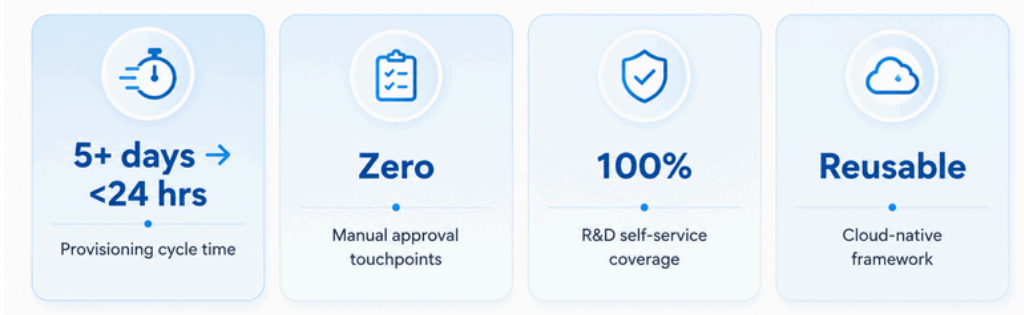 5+ days →
<24 hrs
Provisioning cycle time
Zero
Manual approval
touchpoints
100%
R&D self-service
coverage
Reusable
Cloud-native
framework